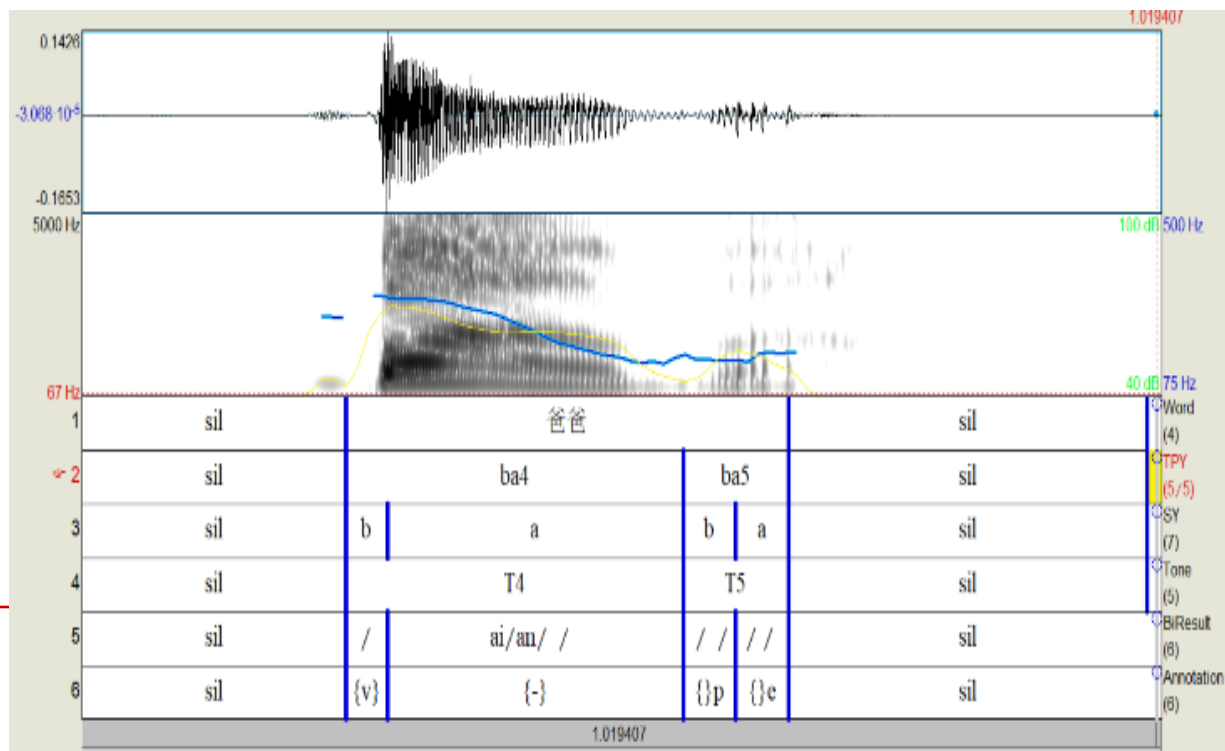 1.019407
0.1426
-3.068·10-5
-0.1653
5000 Hz 100 dB 500 Hz
67 Hz 40 dB 75 Hz
1 sil 爸爸 sil Word (4)
2 sil ba4 ba5 sil TPY (5/5)
3 sil b a b a sil SY (7)
4 sil T4 T5 sil Tone (5)
5 sil / ai/an/ / / / / / sil BiResult (6)
6 sil {v} {-} {}p {}e sil Annotation (6)
1.019407